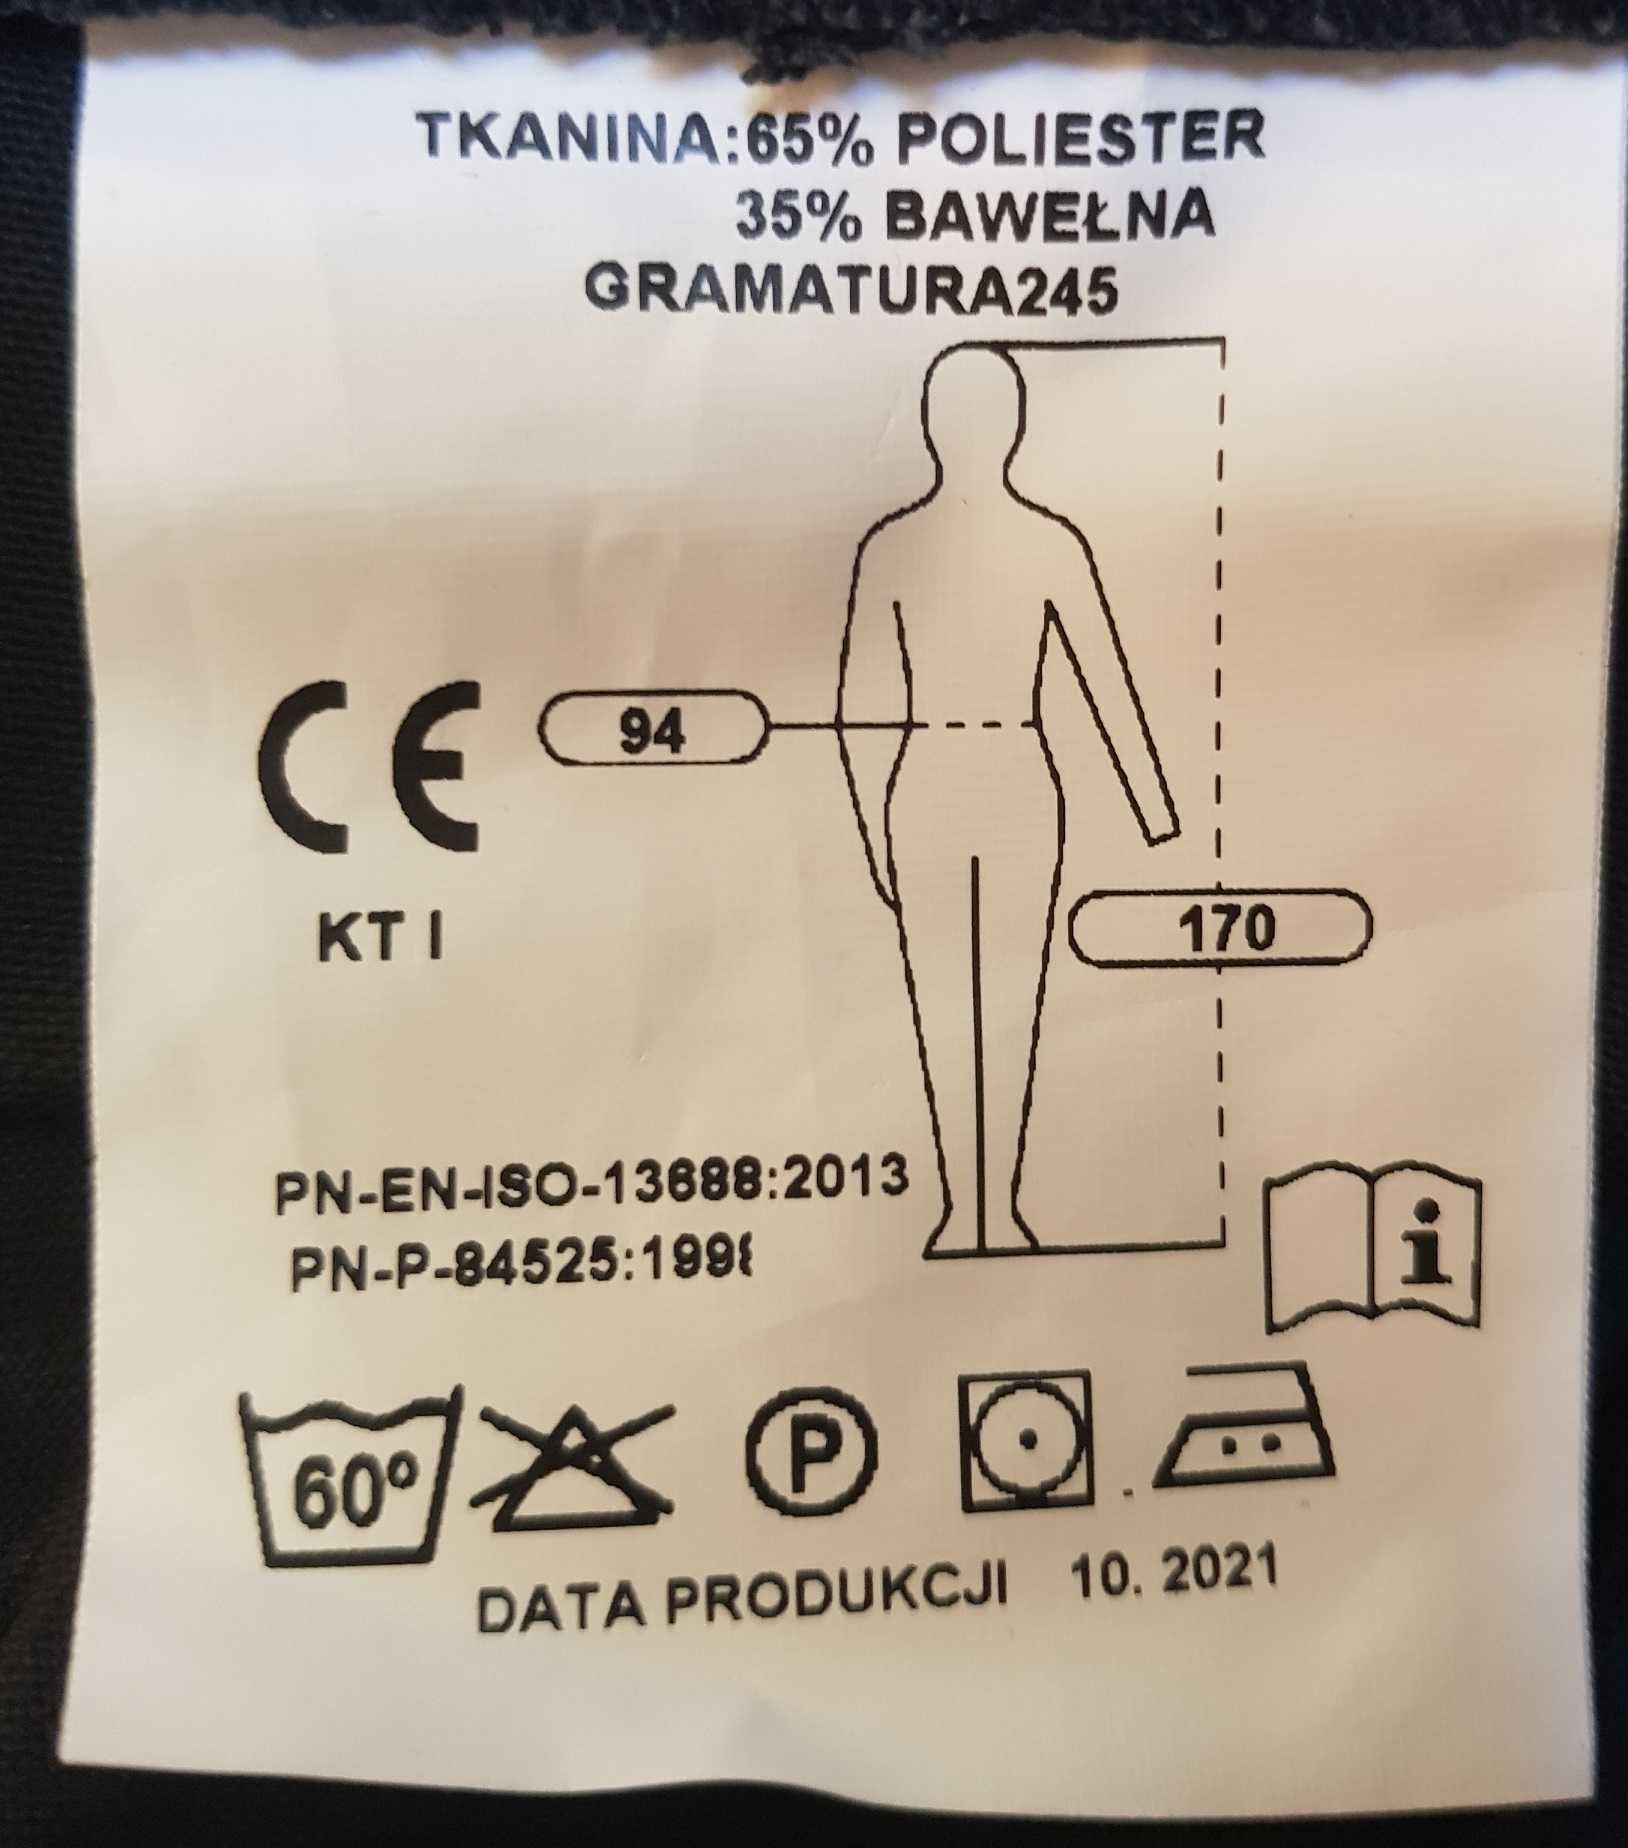 TKANINA:65% POLIESTER
35% BAWEŁNA
GRAMATURA245
CE
94
KT I
170
PN-EN-ISO-13688:2013
PN-P-84525:1998
i
60°
P
DATA PRODUKCJI 10. 2021